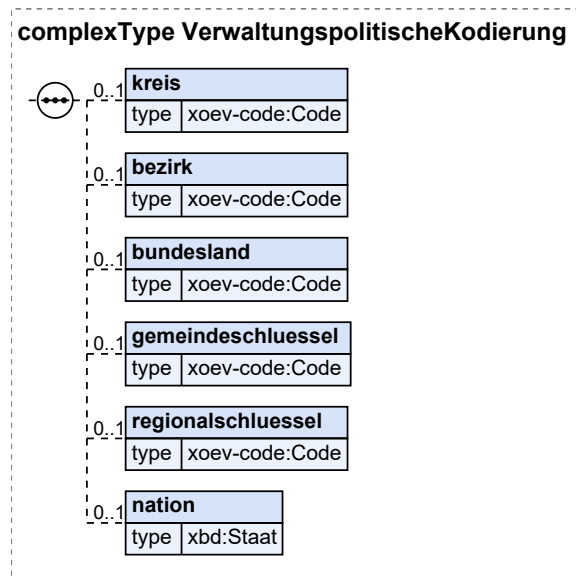 complexType VerwaltungspolitischeKodierung
0..1 kreis
type xoev-code:Code
0..1 bezirk
type xoev-code:Code
0..1 bundesland
type xoev-code:Code
0..1 gemeindeschluessel
type xoev-code:Code
0..1 regionalschluessel
type xoev-code:Code
0..1 nation
type xbd:Staat